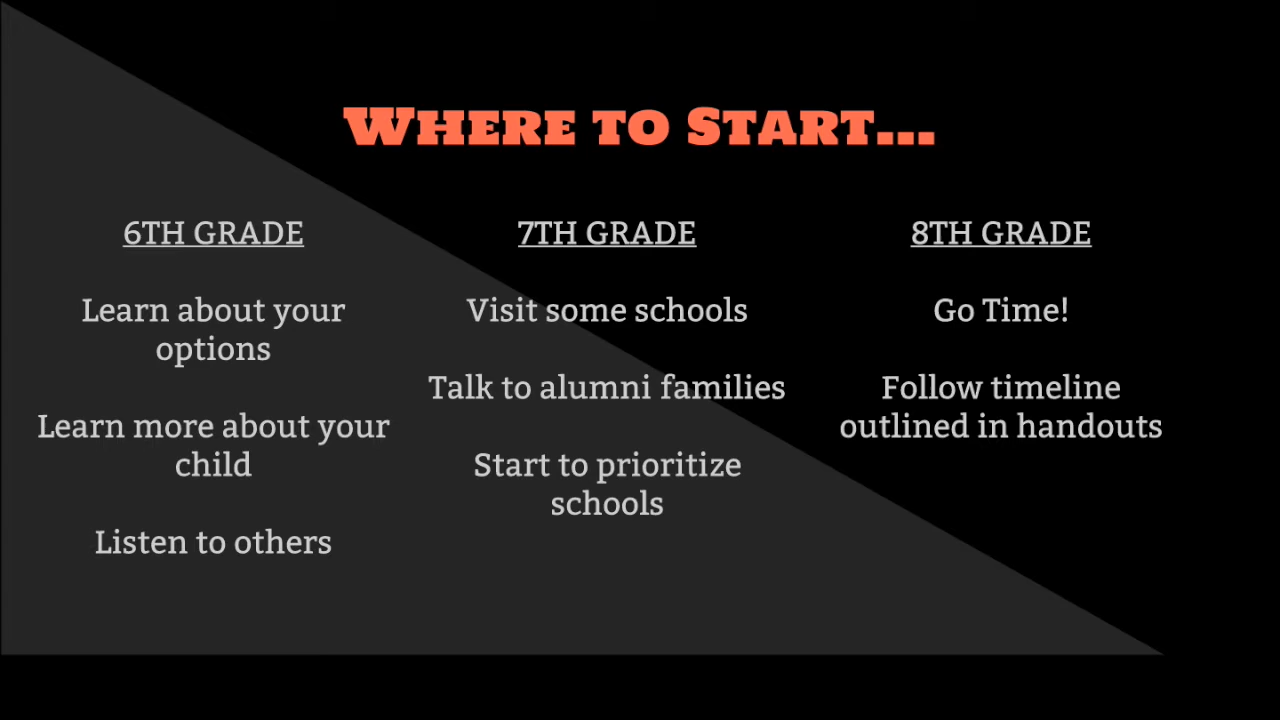 Where to Start...
6TH GRADE
Learn about your
options
Learn more about your
child
Listen to others
7TH GRADE
Visit some schools
Talk to alumni families
Start to prioritize
schools
8TH GRADE
Go Time!
Follow timeline
outlined in handouts